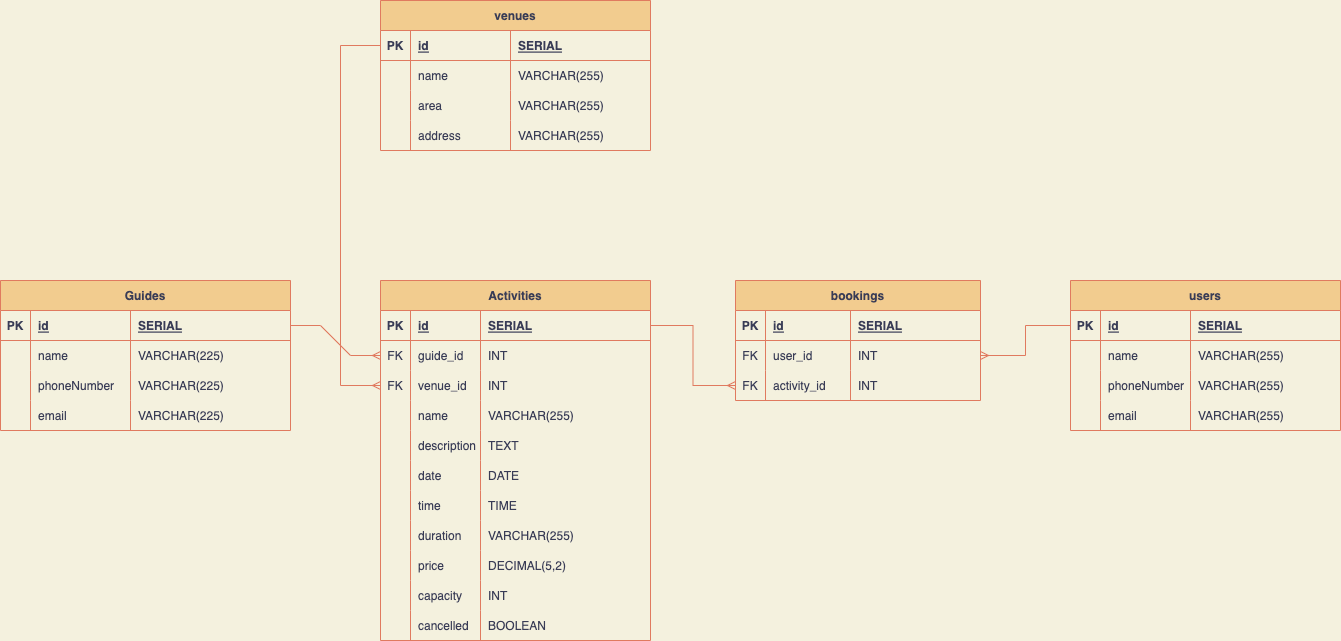 venues
PK id SERIAL
name VARCHAR(255)
area VARCHAR(255)
address VARCHAR(255)
Guides
PK id SERIAL
name VARCHAR(225)
phoneNumber VARCHAR(225)
email VARCHAR(225)
Activities
PK id SERIAL
FK guide_id INT
FK venue_id INT
name VARCHAR(255)
description TEXT
date DATE
time TIME
duration VARCHAR(255)
price DECIMAL(5,2)
capacity INT
cancelled BOOLEAN
bookings
PK id SERIAL
FK user_id INT
FK activity_id INT
users
PK id SERIAL
name VARCHAR(255)
phoneNumber VARCHAR(255)
email VARCHAR(255)